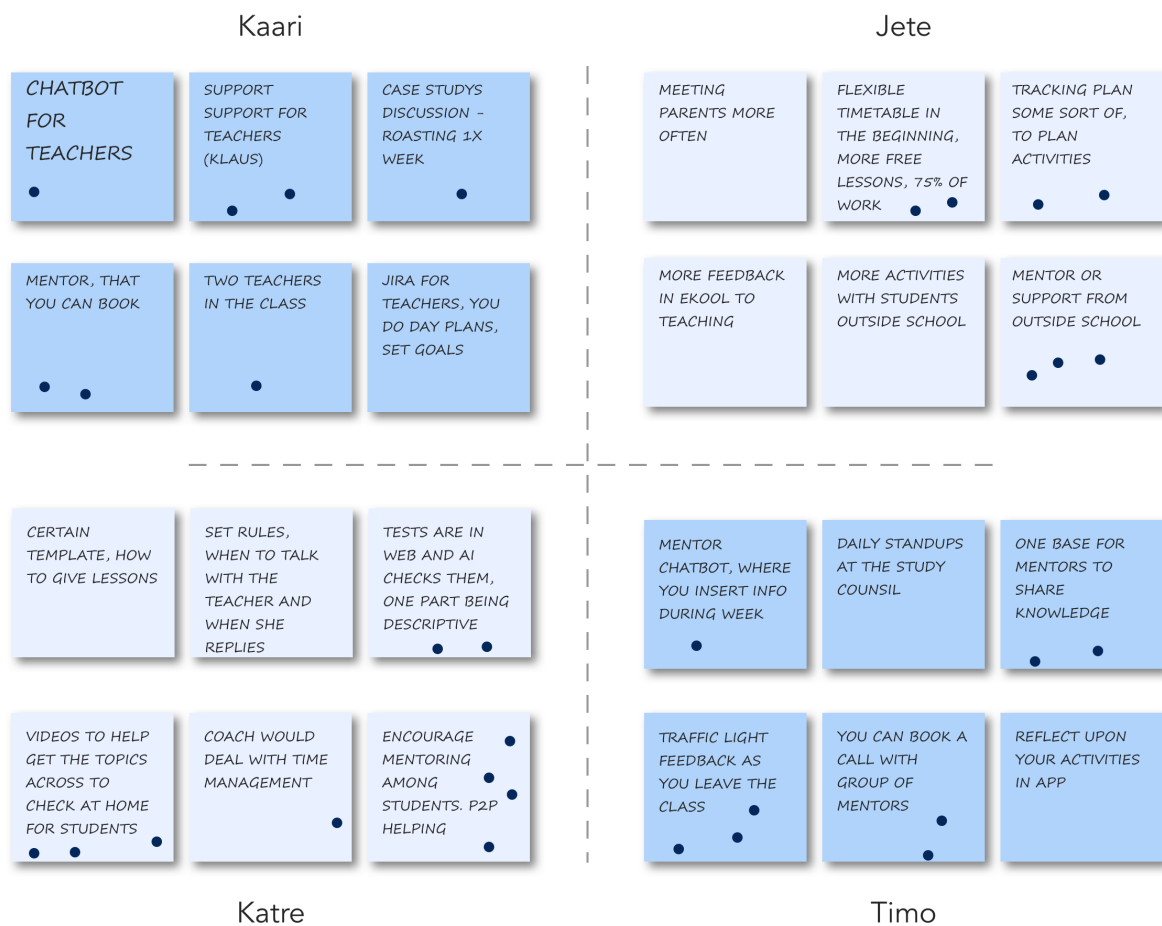 Kaari
CHATBOT
FOR
TEACHERS
SUPPORT
SUPPORT FOR
TEACHERS
(KLAUS)
CASE STUDYS
DISCUSSION -
ROASTING 1X
WEEK
MENTOR, THAT
YOU CAN BOOK
TWO TEACHERS
IN THE CLASS
JIRA FOR
TEACHERS, YOU
DO DAY PLANS,
SET GOALS
Jete
MEETING
PARENTS MORE
OFTEN
FLEXIBLE
TIMETABLE IN
THE BEGINNING,
MORE FREE
LESSONS, 75% OF
WORK
TRACKING PLAN
SOME SORT OF,
TO PLAN
ACTIVITIES
MORE FEEDBACK
IN EKOOL TO
TEACHING
MORE ACTIVITIES
WITH STUDENTS
OUTSIDE SCHOOL
MENTOR OR
SUPPORT FROM
OUTSIDE SCHOOL
CERTAIN
TEMPLATE, HOW
TO GIVE LESSONS
SET RULES,
WHEN TO TALK
WITH THE
TEACHER AND
WHEN SHE
REPLIES
TESTS ARE IN
WEB AND AI
CHECKS THEM,
ONE PART BEING
DESCRIPTIVE
VIDEOS TO HELP
GET THE TOPICS
ACROSS TO
CHECK AT HOME
FOR STUDENTS
COACH WOULD
DEAL WITH TIME
MANAGEMENT
ENCOURAGE
MENTORING
AMONG
STUDENTS. P2P
HELPING
Katre
MENTOR
CHATBOT, WHERE
YOU INSERT INFO
DURING WEEK
DAILY STANDUPS
AT THE STUDY
COUNSIL
ONE BASE FOR
MENTORS TO
SHARE
KNOWLEDGE
TRAFFIC LIGHT
FEEDBACK AS
YOU LEAVE THE
CLASS
YOU CAN BOOK A
CALL WITH
GROUP OF
MENTORS
REFLECT UPON
YOUR ACTIVITIES
IN APP
Timo